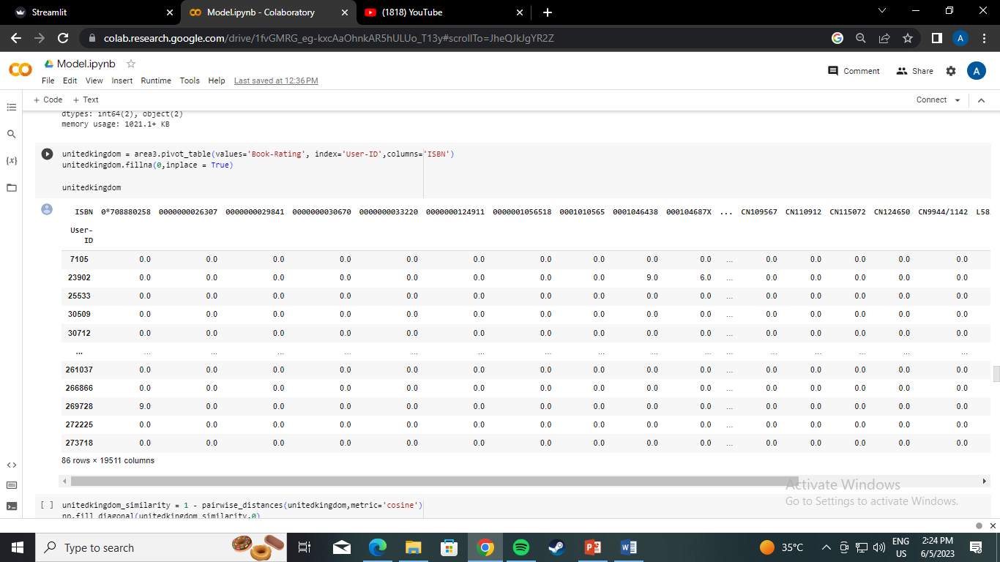 Streamlit
Model.ipynb - Colaboratory
(1818) YouTube
colab.research.google.com/drive/1fvGMRG_eg-kxcAaOhnkAR5hULUo_T13y#scrollTo=JheQJkJgYR2Z
A
Model.ipynb
File Edit View Insert Runtime Tools Help Last saved at 12:36 PM
Comment Share A
+ Code + Text
Connect
dtypes: int64(2), object(2)
memory usage: 1021.1+ KB
unitedkingdom = area3.pivot_table(values='Book-Rating', index='User-ID',columns='ISBN')
unitedkingdom.fillna(0,inplace = True)
unitedkingdom
ISBN 0*708880258 0000000026307 0000000029841 0000000030670 0000000033220 0000000124911 0000001056518 0001010565 0001046438 000104687X ... CN109567 CN110912 CN115072 CN124650 CN9944/1142 L58
User-
ID
7105 0.0 0.0 0.0 0.0 0.0 0.0 0.0 0.0 0.0 0.0 ... 0.0 0.0 0.0 0.0 0.0
23902 0.0 0.0 0.0 0.0 0.0 0.0 0.0 0.0 9.0 6.0 ... 0.0 0.0 0.0 0.0 0.0
25533 0.0 0.0 0.0 0.0 0.0 0.0 0.0 0.0 0.0 0.0 ... 0.0 0.0 0.0 0.0 0.0
30509 0.0 0.0 0.0 0.0 0.0 0.0 0.0 0.0 0.0 0.0 ... 0.0 0.0 0.0 0.0 0.0
30712 0.0 0.0 0.0 0.0 0.0 0.0 0.0 0.0 0.0 0.0 ... 0.0 0.0 0.0 0.0 0.0
... ... ... ... ... ... ... ... ... ... ... ... ... ... ... ... ...
261037 0.0 0.0 0.0 0.0 0.0 0.0 0.0 0.0 0.0 0.0 ... 0.0 0.0 0.0 0.0 0.0
266866 0.0 0.0 0.0 0.0 0.0 0.0 0.0 0.0 0.0 0.0 ... 0.0 0.0 0.0 0.0 0.0
269728 9.0 0.0 0.0 0.0 0.0 0.0 0.0 0.0 0.0 0.0 ... 0.0 0.0 0.0 0.0 0.0
272225 0.0 0.0 0.0 0.0 0.0 0.0 0.0 0.0 0.0 0.0 ... 0.0 0.0 0.0 0.0 0.0
273718 0.0 0.0 0.0 0.0 0.0 0.0 0.0 0.0 0.0 0.0 ... 0.0 0.0 0.0 0.0 0.0
86 rows × 19511 columns
[ ] unitedkingdom_similarity = 1 - pairwise_distances(unitedkingdom,metric='cosine')
np.fill_diagonal(unitedkingdom_similarity,0)
Activate Windows
Go to Settings to activate Windows.
Type to search
35°C
ENG
US
2:24 PM
6/5/2023